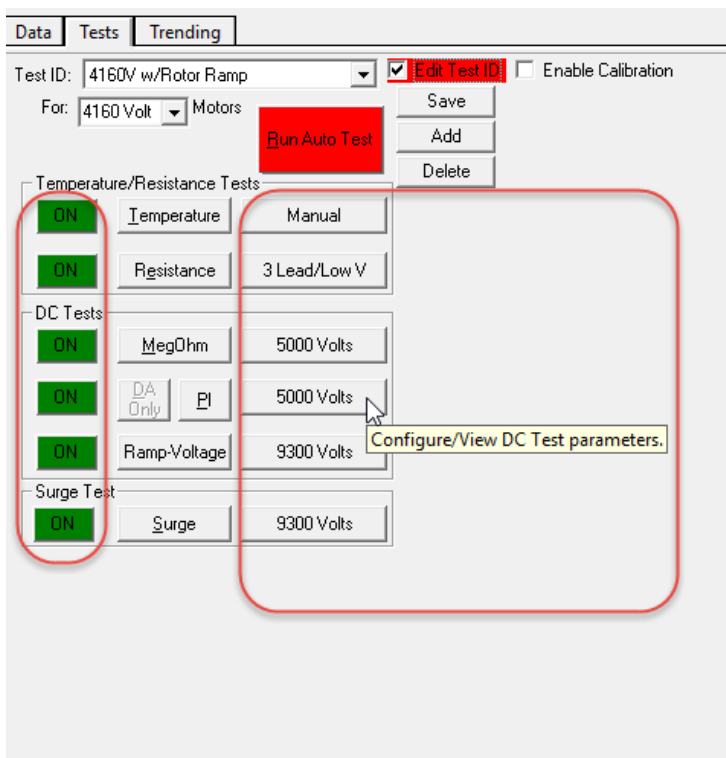 Data Tests Trending
Test ID: 4160V w/Rotor Ramp Edit Test ID Enable Calibration
For: 4160 Volt Motors Save
Run Auto Test Add
Delete
Temperature/Resistance Tests
ON Temperature Manual
ON Resistance 3 Lead/Low V
DC Tests
ON MegOhm 5000 Volts
ON DA Only PI 5000 Volts
Configure/View DC Test parameters.
ON Ramp-Voltage 9300 Volts
Surge Test
ON Surge 9300 Volts